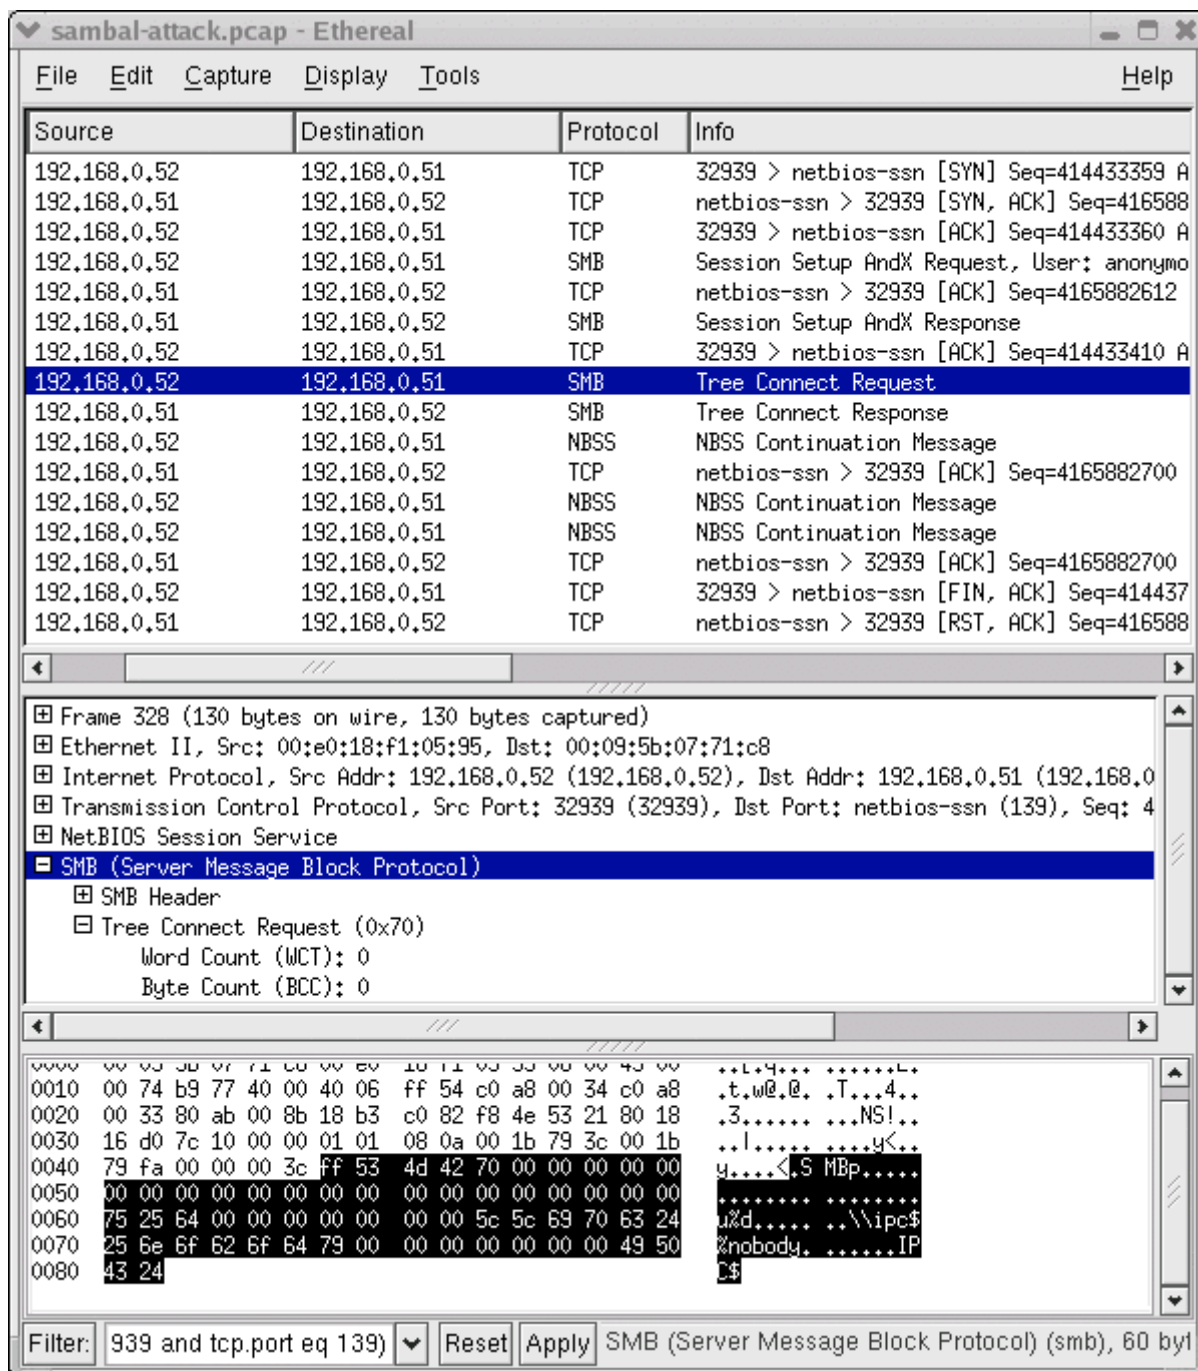 sambal-attack.pcap - Ethereal
File Edit Capture Display Tools Help
Source Destination Protocol Info
192.168.0.52 192.168.0.51 TCP 32939 > netbios-ssn [SYN] Seq=414433359 A
192.168.0.51 192.168.0.52 TCP netbios-ssn > 32939 [SYN, ACK] Seq=416588
192.168.0.52 192.168.0.51 TCP 32939 > netbios-ssn [ACK] Seq=414433360 A
192.168.0.52 192.168.0.51 SMB Session Setup AndX Request, User: anonymo
192.168.0.51 192.168.0.52 TCP netbios-ssn > 32939 [ACK] Seq=4165882612
192.168.0.51 192.168.0.52 SMB Session Setup AndX Response
192.168.0.52 192.168.0.51 TCP 32939 > netbios-ssn [ACK] Seq=414433410 A
192.168.0.52 192.168.0.51 SMB Tree Connect Request
192.168.0.51 192.168.0.52 SMB Tree Connect Response
192.168.0.52 192.168.0.51 NBSS NBSS Continuation Message
192.168.0.51 192.168.0.52 TCP netbios-ssn > 32939 [ACK] Seq=4165882700
192.168.0.52 192.168.0.51 NBSS NBSS Continuation Message
192.168.0.52 192.168.0.51 NBSS NBSS Continuation Message
192.168.0.51 192.168.0.52 TCP netbios-ssn > 32939 [ACK] Seq=4165882700
192.168.0.52 192.168.0.51 TCP 32939 > netbios-ssn [FIN, ACK] Seq=414437
192.168.0.51 192.168.0.52 TCP netbios-ssn > 32939 [RST, ACK] Seq=416588
Frame 328 (130 bytes on wire, 130 bytes captured)
Ethernet II, Src: 00:e0:18:f1:05:95, Dst: 00:09:5b:07:71:c8
Internet Protocol, Src Addr: 192.168.0.52 (192.168.0.52), Dst Addr: 192.168.0.51 (192.168.0
Transmission Control Protocol, Src Port: 32939 (32939), Dst Port: netbios-ssn (139), Seq: 4
NetBIOS Session Service
SMB (Server Message Block Protocol)
SMB Header
Tree Connect Request (0x70)
Word Count (WCT): 0
Byte Count (BCC): 0
0010 00 74 b9 77 40 00 40 06 ff 54 c0 a8 00 34 c0 a8 .t.w@.@. .T...4..
0020 00 33 80 ab 00 8b 18 b3 c0 82 f8 4e 53 21 80 18 .3...... ...NS!..
0030 16 d0 7c 10 00 00 01 01 08 0a 00 1b 79 3c 00 1b ..|..... ....y<..
0040 79 fa 00 00 00 3c ff 53 4d 42 70 00 00 00 00 00 y....<.S MBp.....
0050 00 00 00 00 00 00 00 00 00 00 00 00 00 00 00 00 ........ ........
0060 75 25 64 00 00 00 00 00 00 00 00 5c 5c 69 70 63 24 u%d..... ..\\ipc$
0070 25 6e 6f 62 6f 64 79 00 00 00 00 00 00 00 49 50 %nobody. ......IP
0080 43 24 C$
Filter: 939 and tcp.port eq 139) Reset Apply SMB (Server Message Block Protocol) (smb), 60 byt